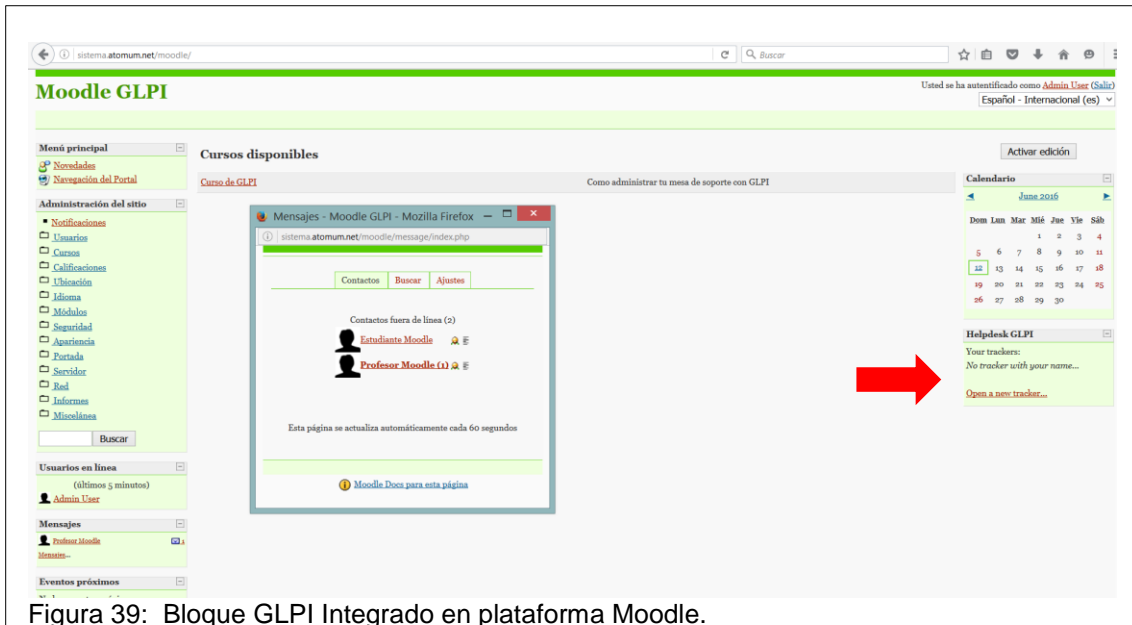 sistema.atomum.net/moodle/
Buscar
Moodle GLPI
Usted se ha autentificado como Admin User (Salir)
Español - Internacional (es)
Menú principal
Novedades
Navegación del Portal
Administración del sitio
Notificaciones
Usuarios
Cursos
Calificaciones
Ubicación
Idioma
Módulos
Seguridad
Apariencia
Portada
Servidor
Red
Informes
Miscelánea
Buscar
Usuarios en línea
(últimos 5 minutos)
Admin User
Mensajes
Profesor Moodle 1
Mensajes...
Eventos próximos
Cursos disponibles
Curso de GLPI
Como administrar tu mesa de soporte con GLPI
Mensajes - Moodle GLPI - Mozilla Firefox
sistema.atomum.net/moodle/message/index.php
Contactos Buscar Ajustes
Contactos fuera de línea (2)
Estudiante Moodle
Profesor Moodle (1)
Esta página se actualiza automáticamente cada 60 segundos
Moodle Docs para esta página
Activar edición
Calendario
June 2016
Dom Lun Mar Mié Jue Vie Sáb
1 2 3 4
5 6 7 8 9 10 11
12 13 14 15 16 17 18
19 20 21 22 23 24 25
26 27 28 29 30
Helpdesk GLPI
Your trackers:
No tracker with your name...
Open a new tracker...
Figura 39: Bloque GLPI Integrado en plataforma Moodle.